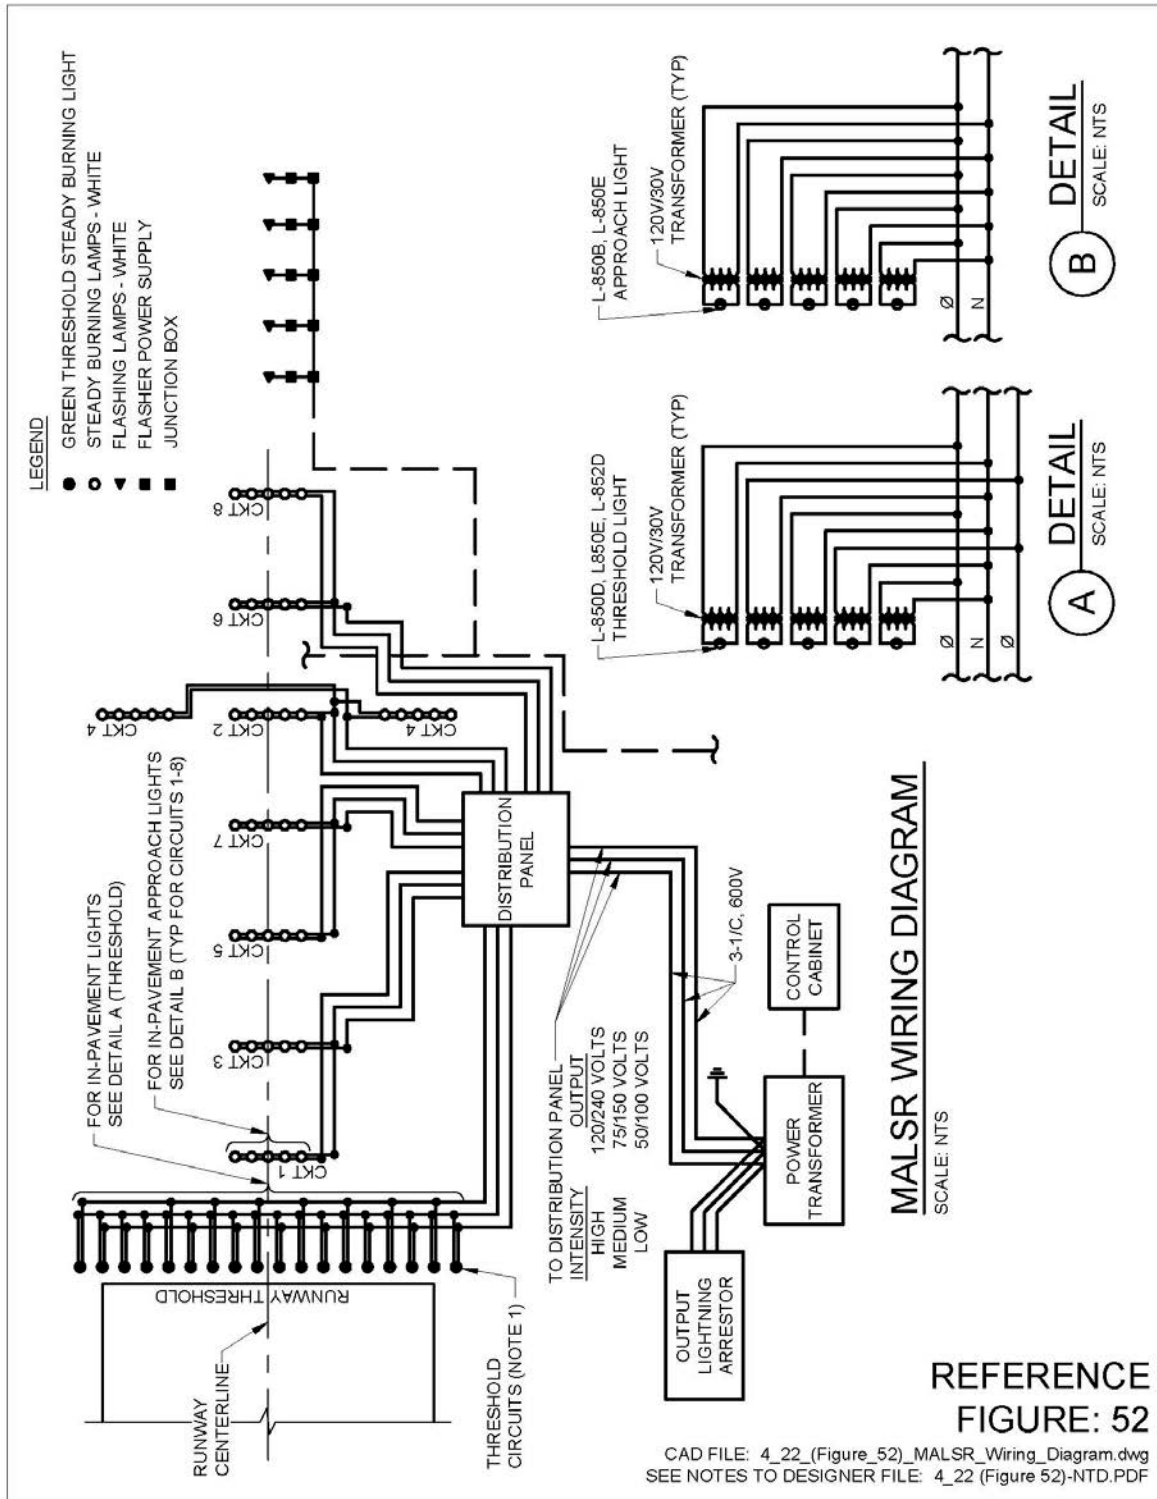 LEGEND
GREEN THRESHOLD STEADY BURNING LIGHT
STEADY BURNING LAMPS - WHITE
FLASHING LAMPS - WHITE
FLASHER POWER SUPPLY
JUNCTION BOX
FOR IN-PAVEMENT LIGHTS
SEE DETAIL A (THRESHOLD)
FOR IN-PAVEMENT APPROACH LIGHTS
SEE DETAIL B (TYP FOR CIRCUITS 1-8)
RUNWAY
CENTERLINE
RUNWAY THRESHOLD
THRESHOLD
CIRCUITS (NOTE 1)
CKT 1
CKT 3
CKT 5
CKT 7
CKT 4
CKT 2
CKT 4
CKT 6
CKT 8
DISTRIBUTION
PANEL
TO DISTRIBUTION PANEL
INTENSITY OUTPUT
HIGH 120/240 VOLTS
MEDIUM 75/150 VOLTS
LOW 50/100 VOLTS
3-1/C, 600V
OUTPUT
LIGHTNING
ARRESTOR
POWER
TRANSFORMER
CONTROL
CABINET
L-850D, L850E, L-852D
THRESHOLD LIGHT
120V/30V
TRANSFORMER (TYP)
Ø
N
Ø
A
DETAIL
SCALE: NTS
L-850B, L-850E
APPROACH LIGHT
120V/30V
TRANSFORMER (TYP)
Ø
N
B
DETAIL
SCALE: NTS
MALSR WIRING DIAGRAM
SCALE: NTS
REFERENCE
FIGURE: 52
CAD FILE: 4_22_(Figure_52)_MALSR_Wiring_Diagram.dwg
SEE NOTES TO DESIGNER FILE: 4_22 (Figure 52)-NTD.PDF